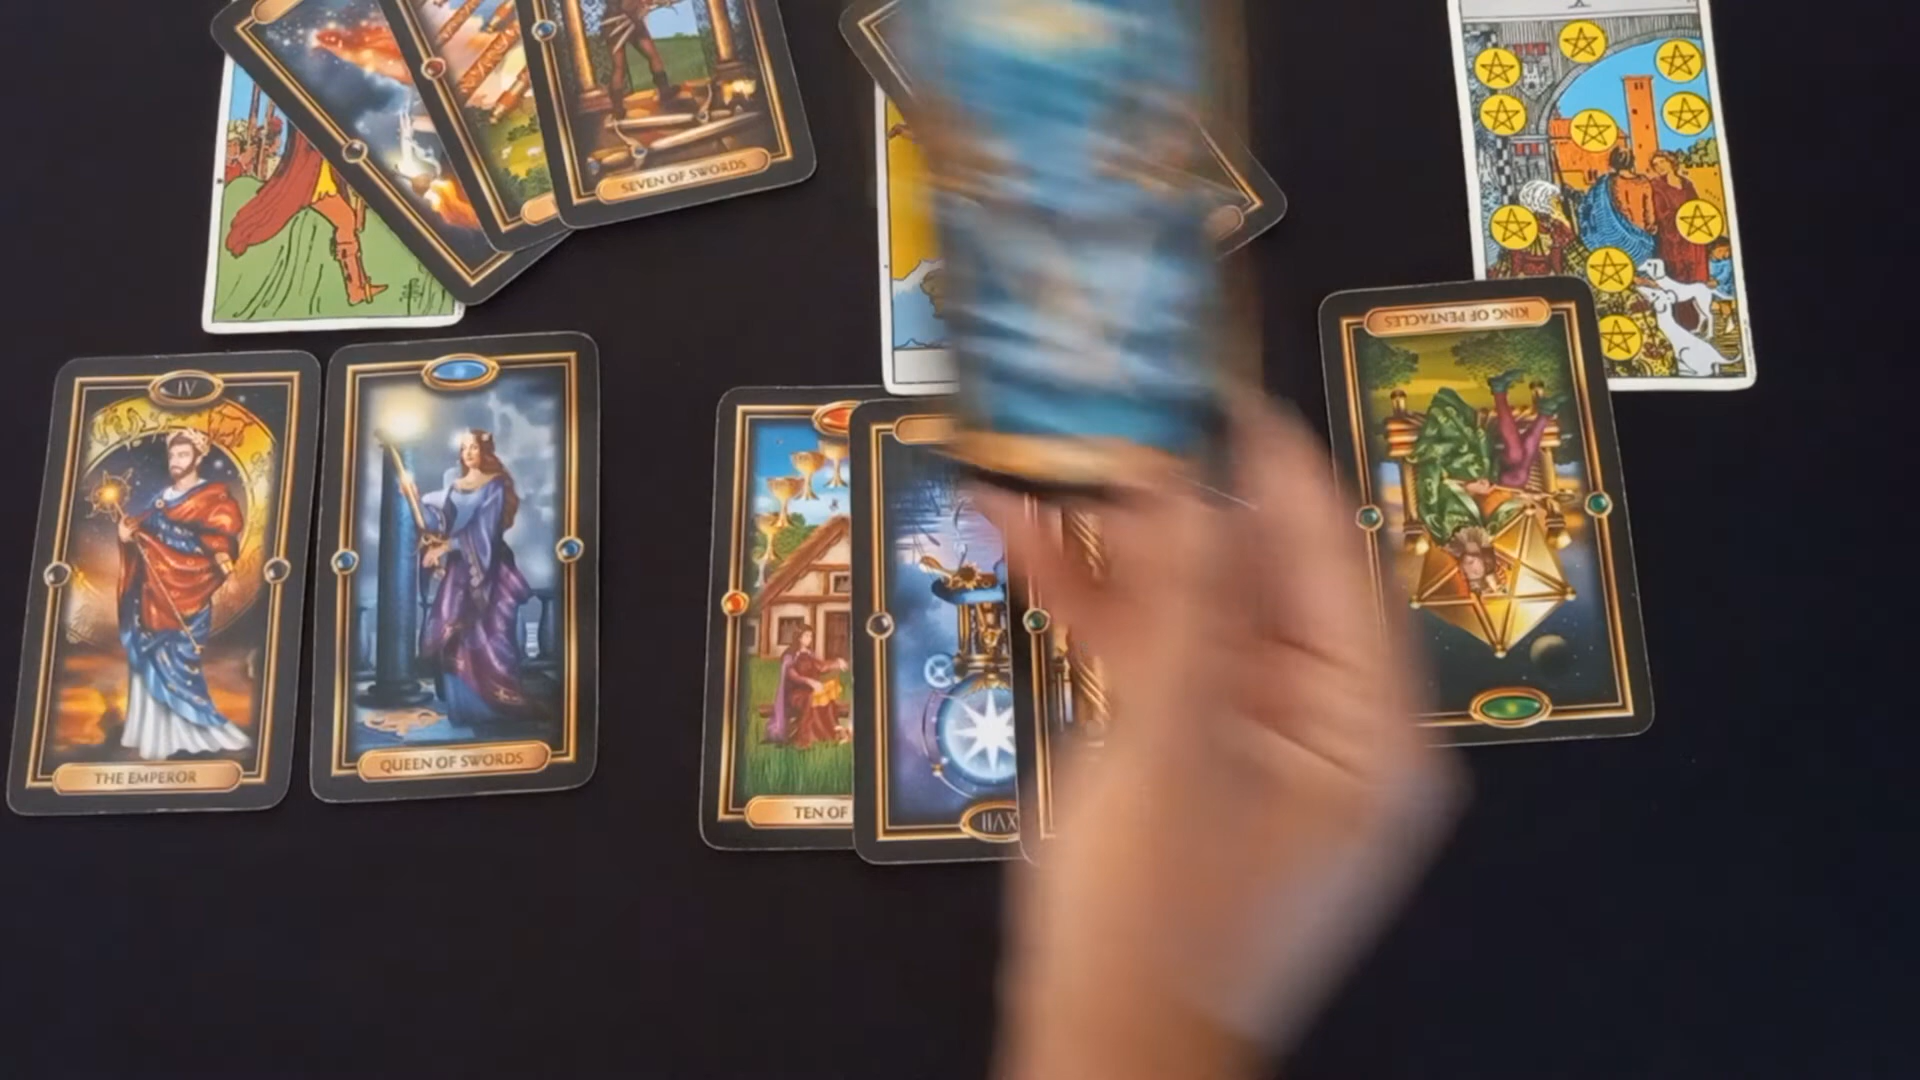 SEVEN OF SWORDS
X
KING OF PENTACLES
IV
THE EMPEROR
QUEEN OF SWORDS
TEN OF
XVII